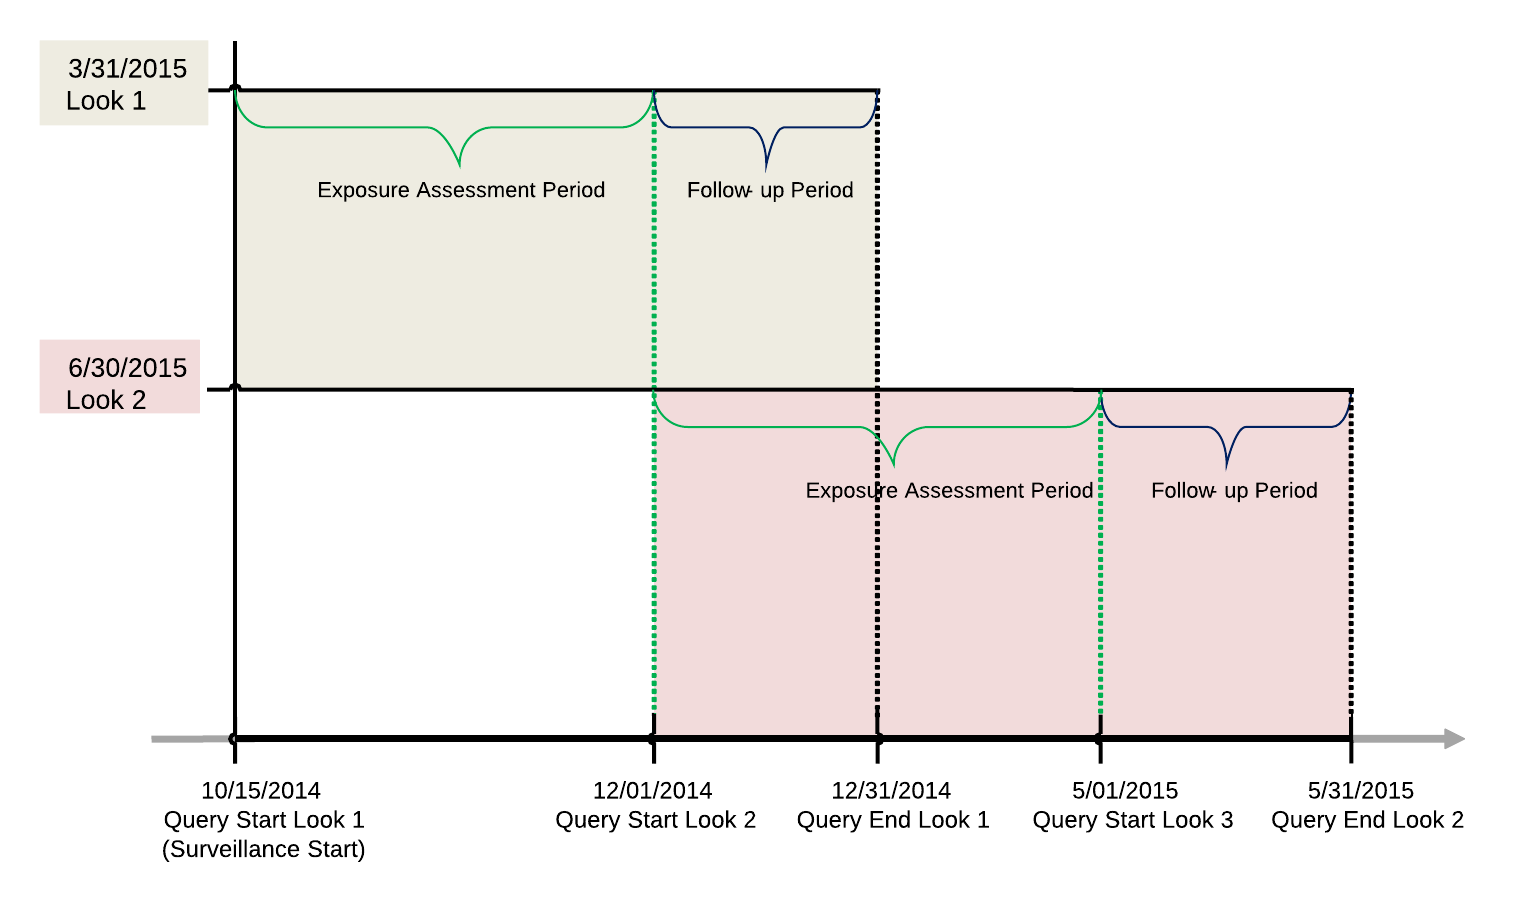 3/31/2015
Look 1
Exposure Assessment Period
Follow- up Period
6/30/2015
Look 2
Exposure Assessment Period
Follow- up Period
10/15/2014
Query Start Look 1
(Surveillance Start)
12/01/2014
Query Start Look 2
12/31/2014
Query End Look 1
5/01/2015
Query Start Look 3
5/31/2015
Query End Look 2